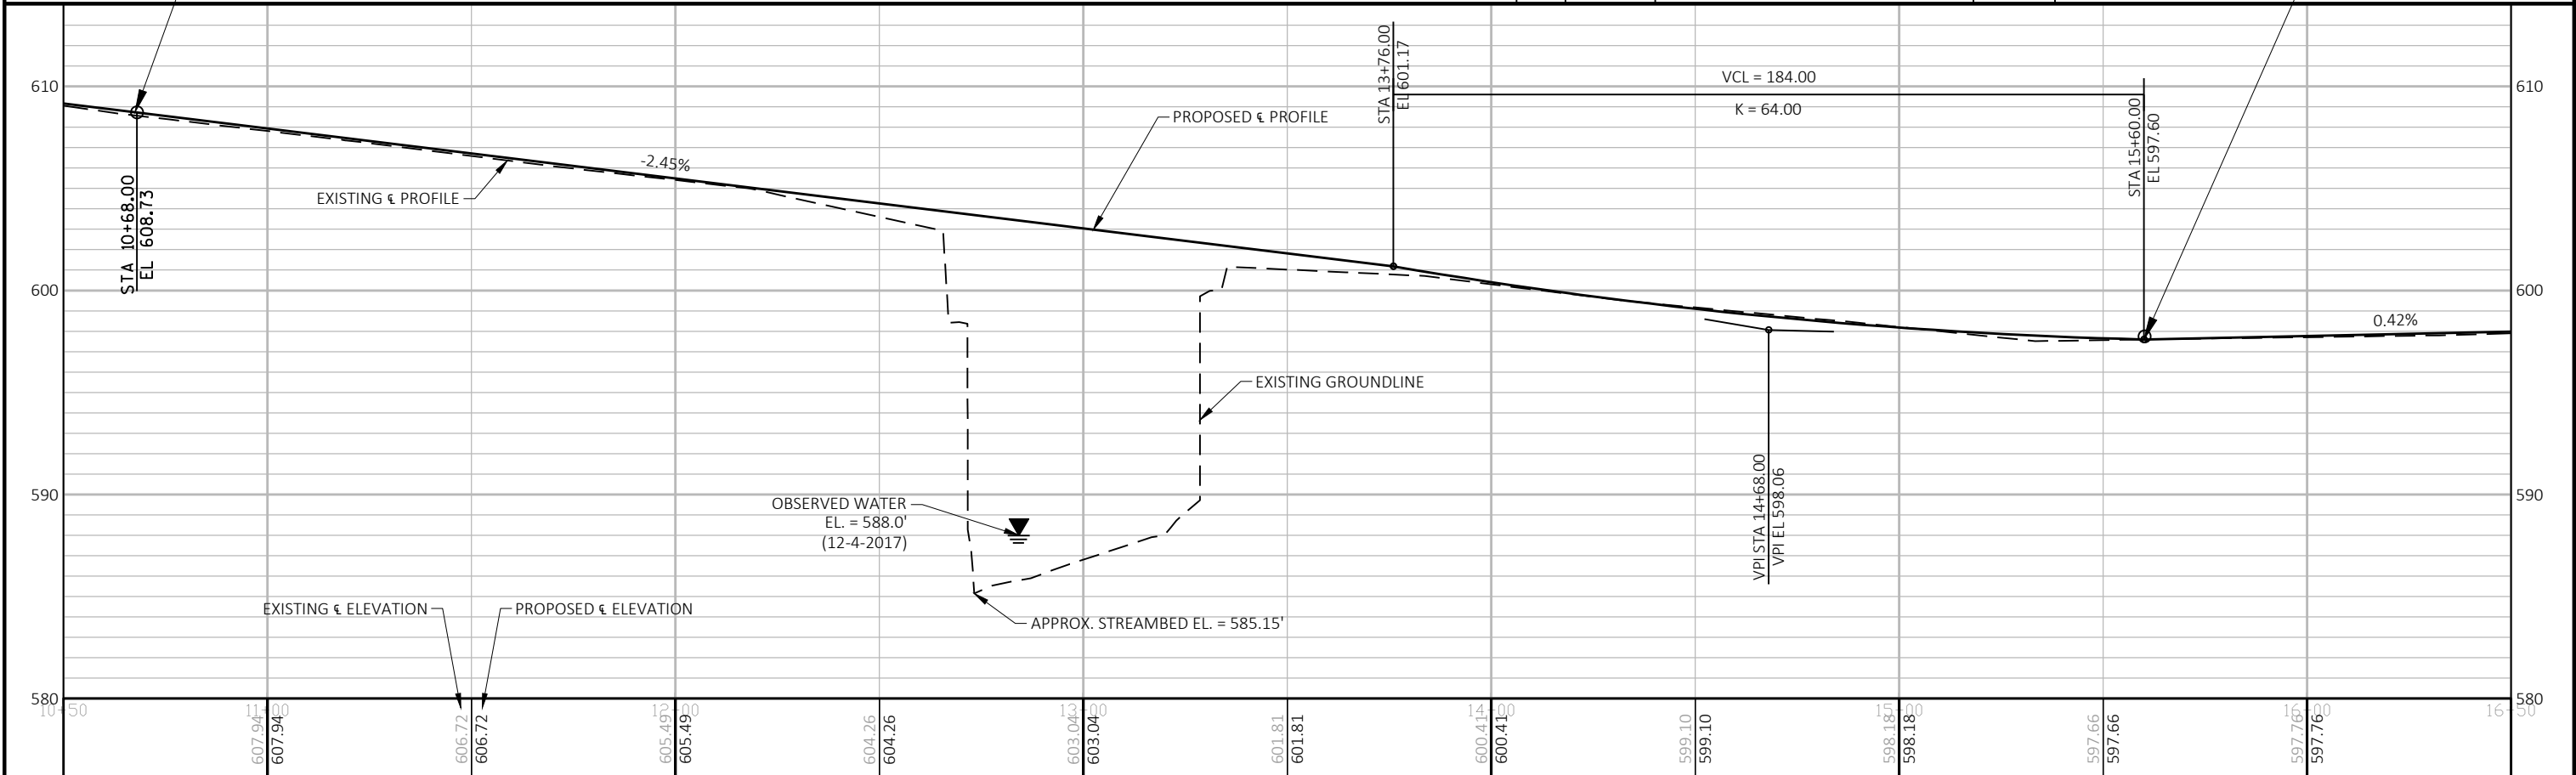 610
610
STA 13+76.00
EL 601.17
VCL = 184.00
K = 64.00
STA 15+60.00
EL 597.60
PROPOSED ℄ PROFILE
-2.45%
EXISTING ℄ PROFILE
STA 10+68.00
EL 608.73
600
600
0.42%
EXISTING GROUNDLINE
590
590
OBSERVED WATER
EL. = 588.0'
(12-4-2017)
VPI STA 14+68.00
VPI EL 598.06
EXISTING ℄ ELEVATION
PROPOSED ℄ ELEVATION
APPROX. STREAMBED EL. = 585.15'
580
580
10+50
11+00
12+00
13+00
14+00
15+00
16+00
16+50
607.94
607.94
606.72
606.72
605.49
605.49
604.26
604.26
603.04
603.04
601.81
601.81
600.41
600.41
599.10
599.10
598.18
598.18
597.66
597.66
597.76
597.76